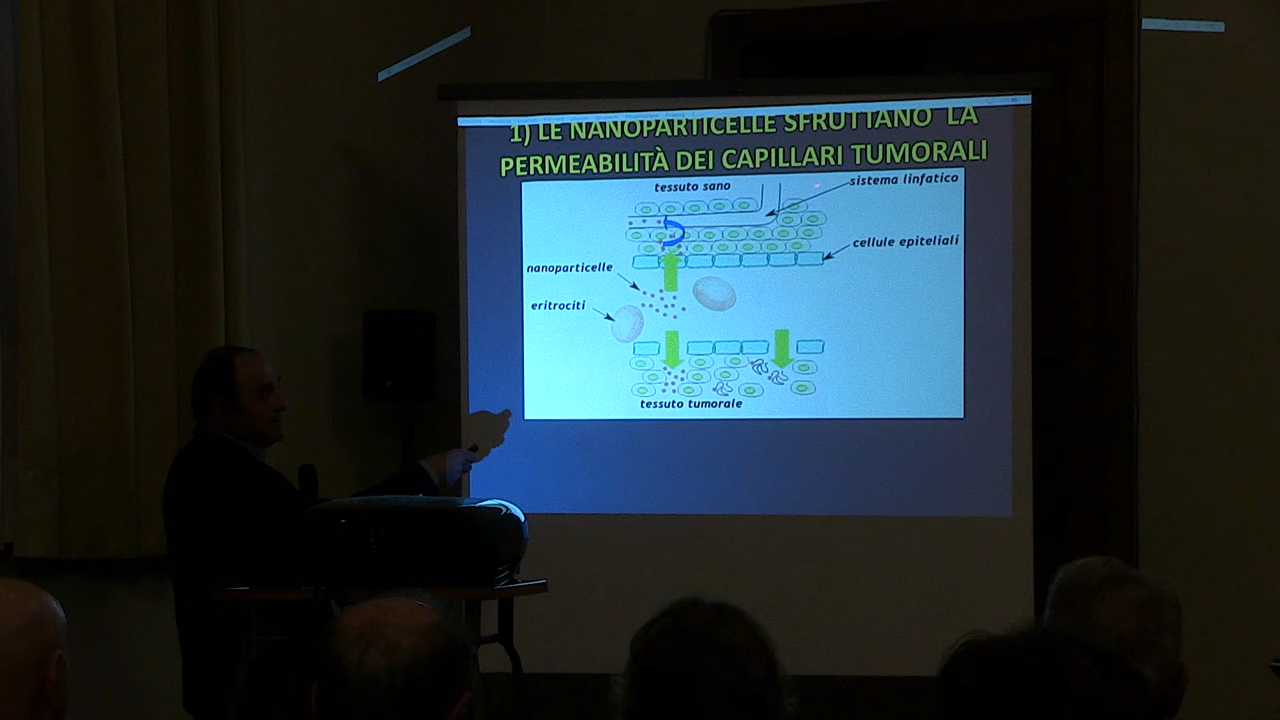 1) LE NANOPARTICELLE SFRUTTANO LA
PERMEABILITÀ DEI CAPILLARI TUMORALI
tessuto sano
sistema linfatico
cellule epiteliali
nanoparticelle
eritrociti
tessuto tumorale